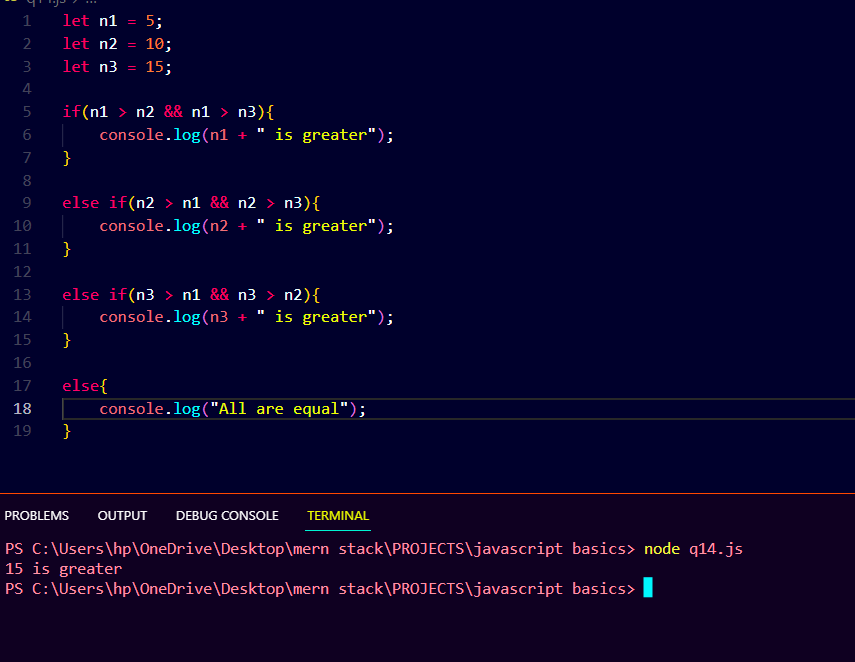 q14.js > ...
1 let n1 = 5;
2 let n2 = 10;
3 let n3 = 15;
4
5 if(n1 > n2 && n1 > n3){
6     console.log(n1 + " is greater");
7 }
8
9 else if(n2 > n1 && n2 > n3){
10     console.log(n2 + " is greater");
11 }
12
13 else if(n3 > n1 && n3 > n2){
14     console.log(n3 + " is greater");
15 }
16
17 else{
18     console.log("All are equal");
19 }
PROBLEMS OUTPUT DEBUG CONSOLE TERMINAL
PS C:\Users\hp\OneDrive\Desktop\mern stack\PROJECTS\javascript basics> node q14.js
15 is greater
PS C:\Users\hp\OneDrive\Desktop\mern stack\PROJECTS\javascript basics>